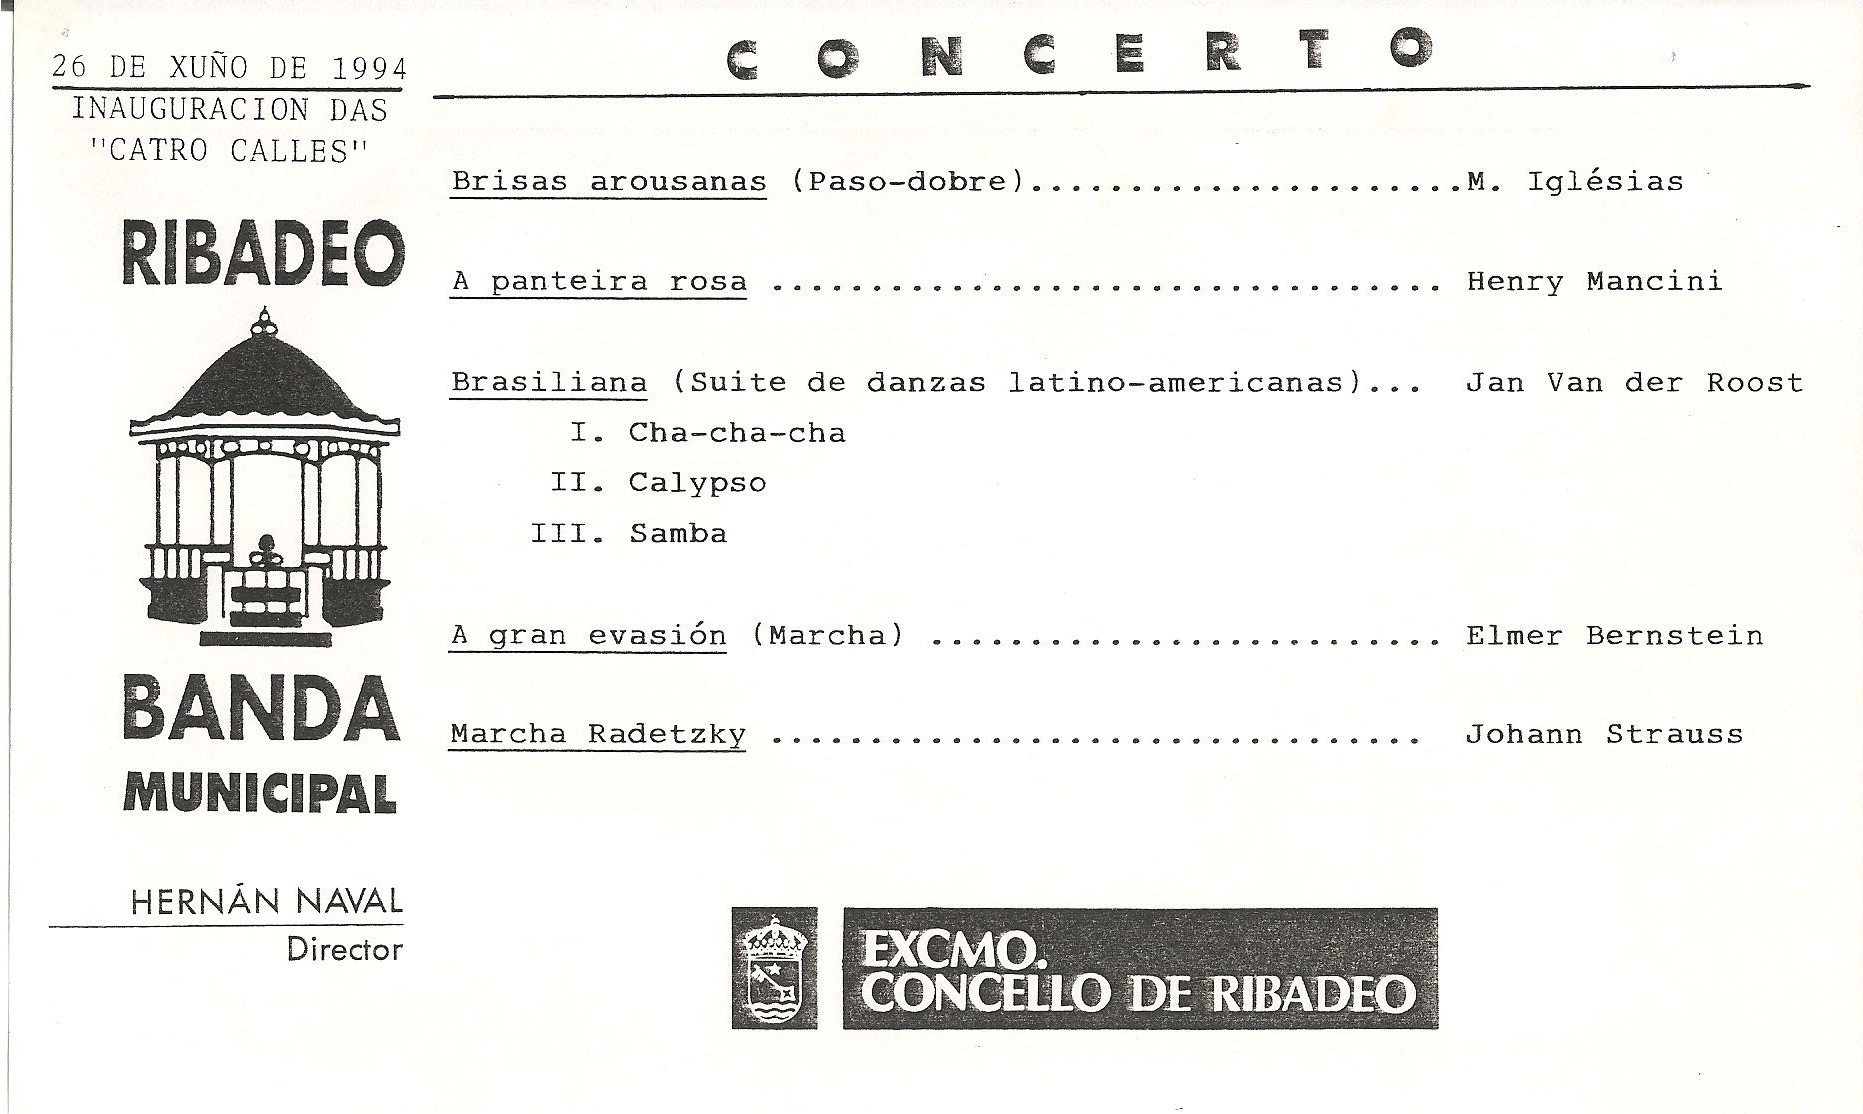 26 DE XUÑO DE 1994
INAUGURACION DAS
"CATRO CALLES"
RIBADEO
BANDA
MUNICIPAL
HERNÁN NAVAL
Director
CONCERTO
Brisas arousanas (Paso-dobre)......................M. Iglésias
A panteira rosa .................................. Henry Mancini
Brasiliana (Suite de danzas latino-americanas)... Jan Van der Roost
I. Cha-cha-cha
II. Calypso
III. Samba
A gran evasión (Marcha) .......................... Elmer Bernstein
Marcha Radetzky ................................. Johann Strauss
EXCMO.
CONCELLO DE RIBADEO